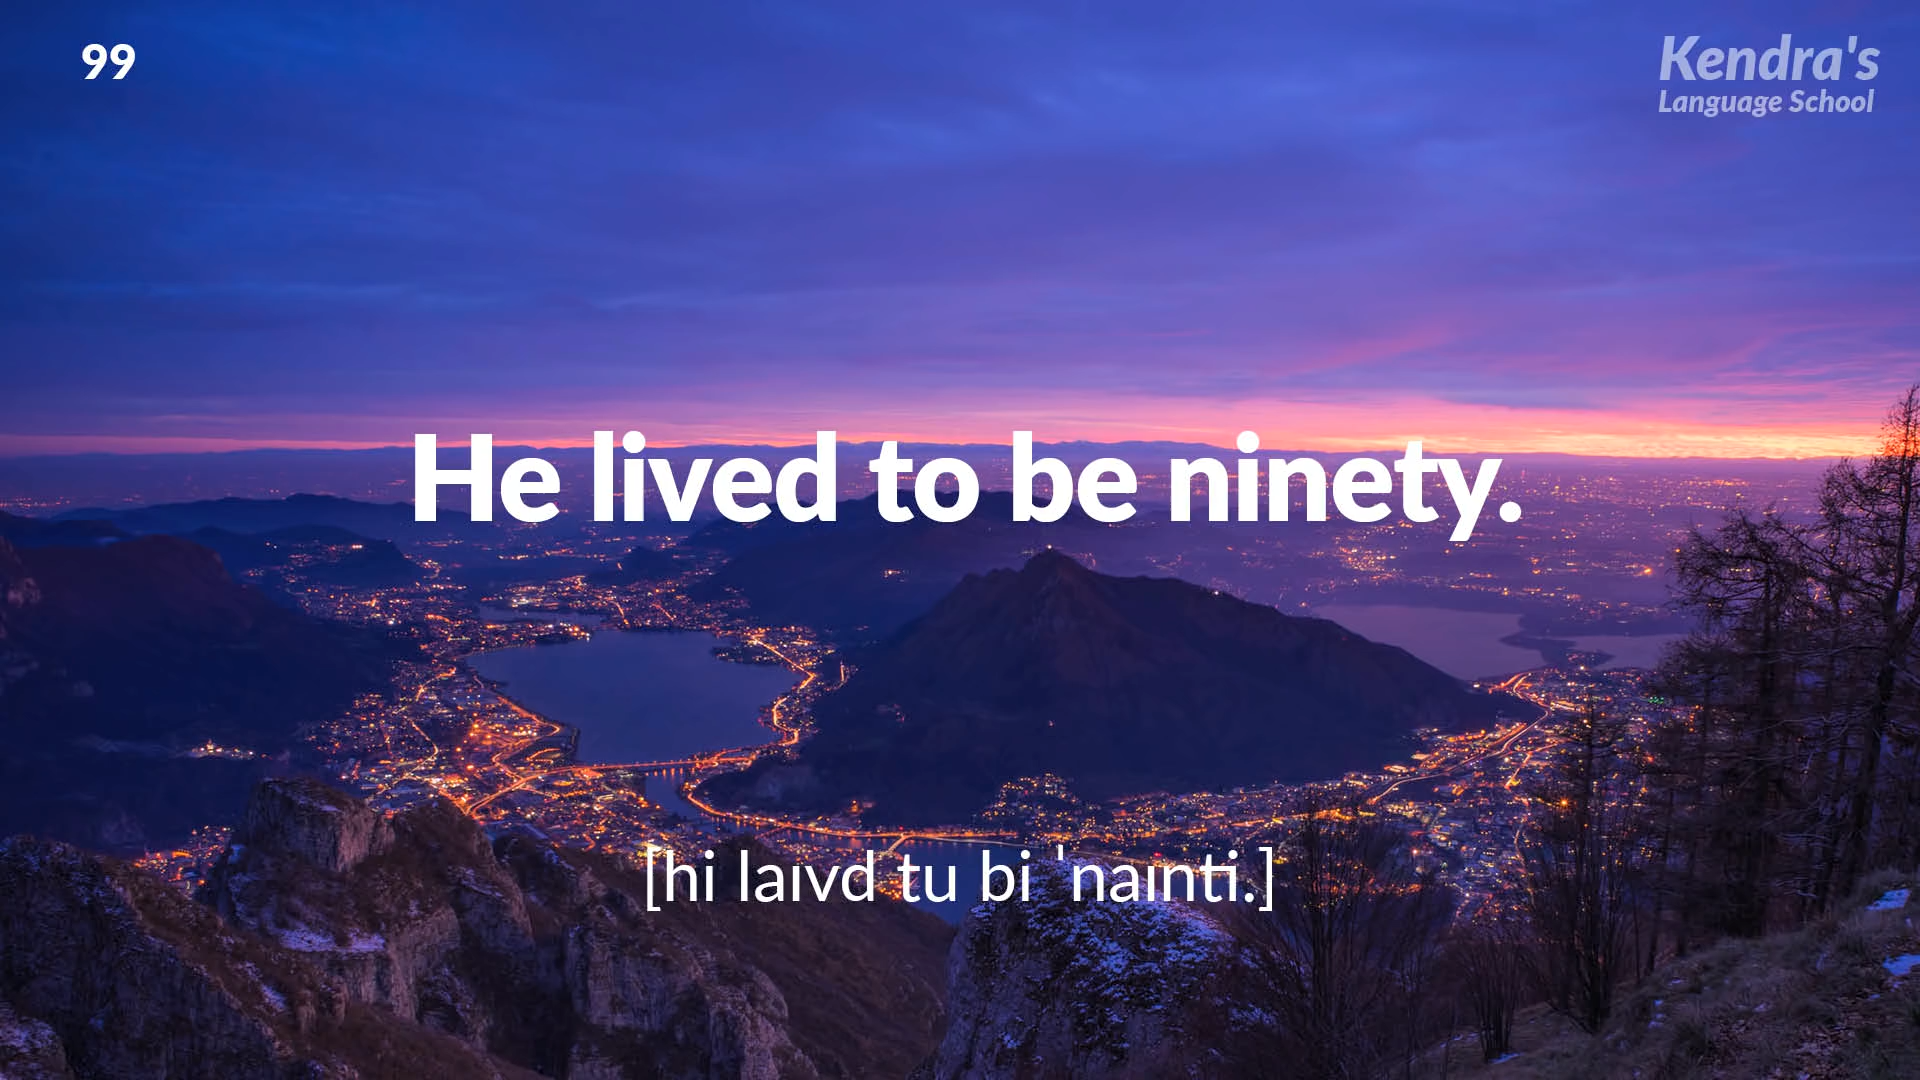 99
Kendra's
Language School
He lived to be ninety.
[hi laɪvd tu bi ˈnaɪnti.]